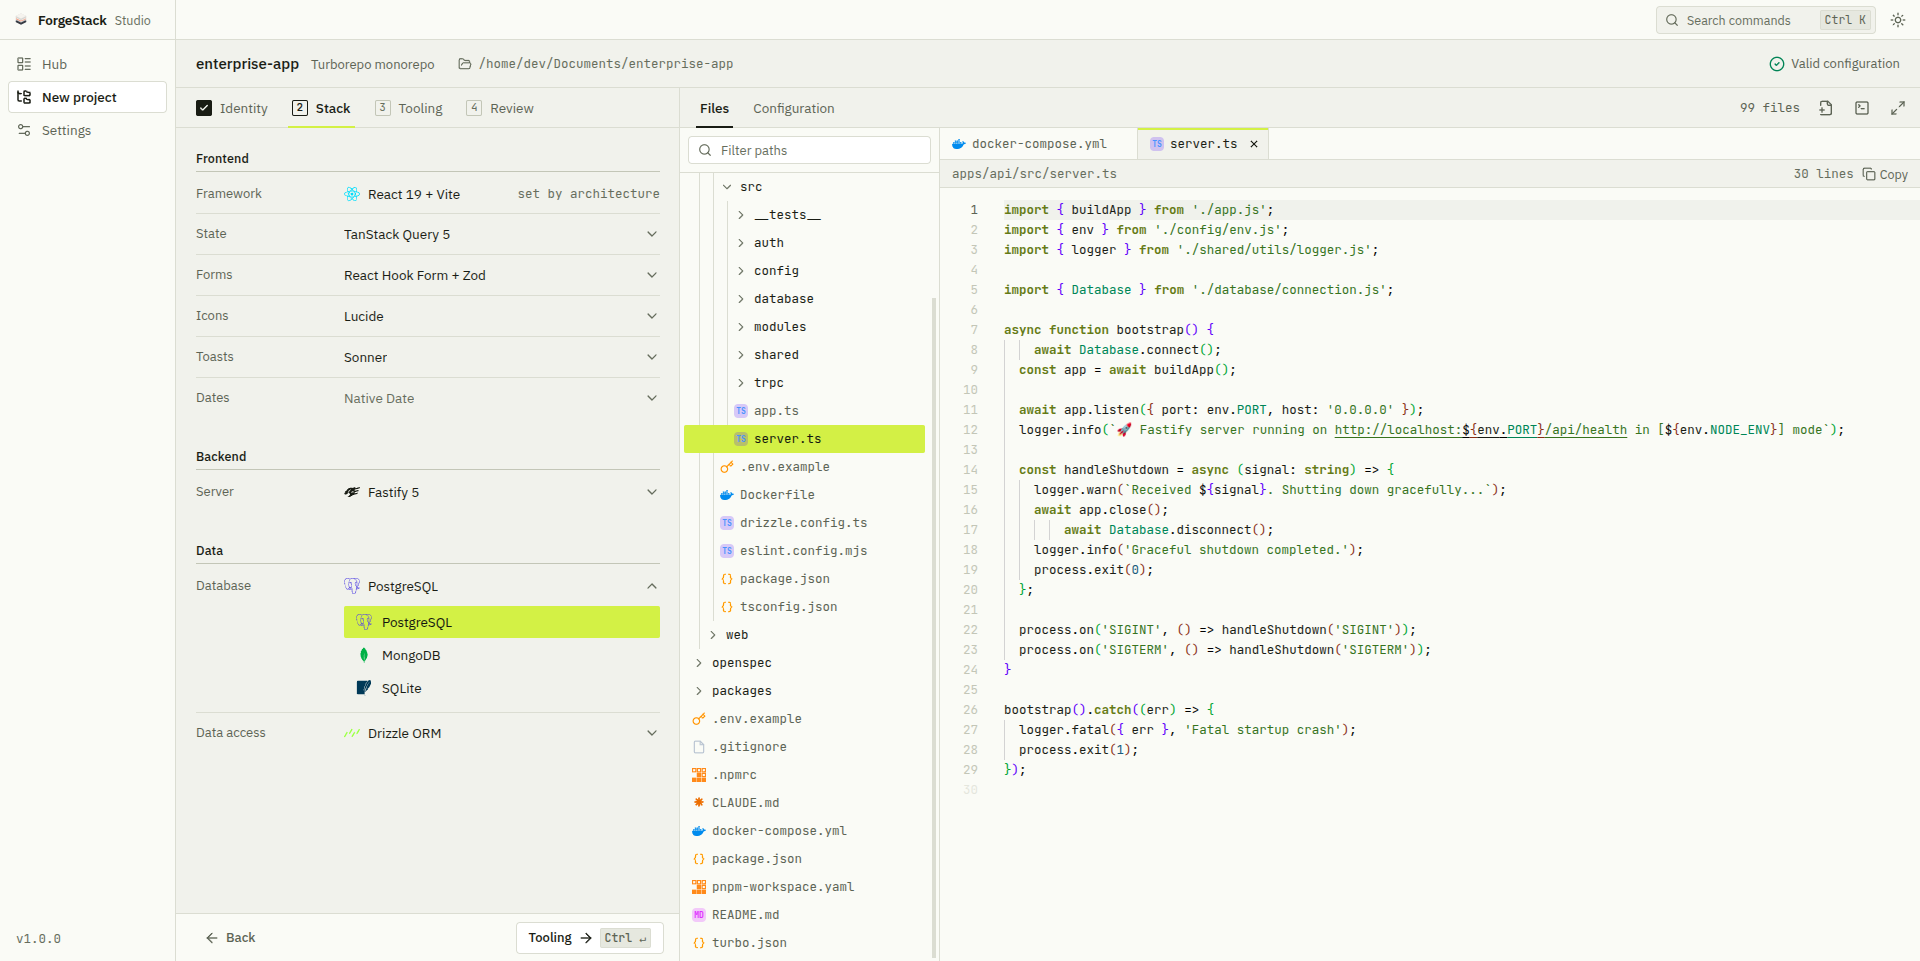 ForgeStack Studio
Search commands Ctrl K
Hub
New project
Settings
v1.0.0
enterprise-app Turborepo monorepo /home/dev/Documents/enterprise-app
Valid configuration
Identity 2 Stack 3 Tooling 4 Review
Frontend
Framework React 19 + Vite set by architecture
State TanStack Query 5
Forms React Hook Form + Zod
Icons Lucide
Toasts Sonner
Dates Native Date
Backend
Server Fastify 5
Data
Database PostgreSQL
PostgreSQL
MongoDB
SQLite
Data access Drizzle ORM
Back
Tooling Ctrl ↵
Files Configuration
99 files
Filter paths
src
__tests__
auth
config
database
modules
shared
trpc
TS app.ts
TS server.ts
.env.example
Dockerfile
TS drizzle.config.ts
TS eslint.config.mjs
{} package.json
{} tsconfig.json
web
openspec
packages
.env.example
.gitignore
.npmrc
CLAUDE.md
docker-compose.yml
{} package.json
pnpm-workspace.yaml
MD README.md
{} turbo.json
docker-compose.yml TS server.ts ×
apps/api/src/server.ts 30 lines Copy
1 import { buildApp } from './app.js';
2 import { env } from './config/env.js';
3 import { logger } from './shared/utils/logger.js';
4
5 import { Database } from './database/connection.js';
6
7 async function bootstrap() {
8 await Database.connect();
9 const app = await buildApp();
10
11 await app.listen({ port: env.PORT, host: '0.0.0.0' });
12 logger.info(`🚀 Fastify server running on http://localhost:${env.PORT}/api/health in [${env.NODE_ENV}] mode`);
13
14 const handleShutdown = async (signal: string) => {
15 logger.warn(`Received ${signal}. Shutting down gracefully...`);
16 await app.close();
17 await Database.disconnect();
18 logger.info('Graceful shutdown completed.');
19 process.exit(0);
20 };
21
22 process.on('SIGINT', () => handleShutdown('SIGINT'));
23 process.on('SIGTERM', () => handleShutdown('SIGTERM'));
24 }
25
26 bootstrap().catch((err) => {
27 logger.fatal({ err }, 'Fatal startup crash');
28 process.exit(1);
29 });
30